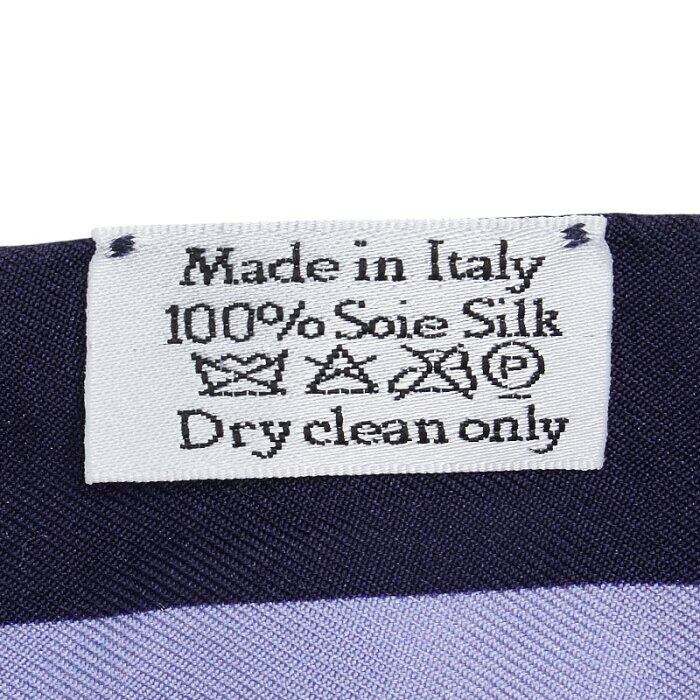 Made in Italy
100% Soie Silk
P
Dry clean only